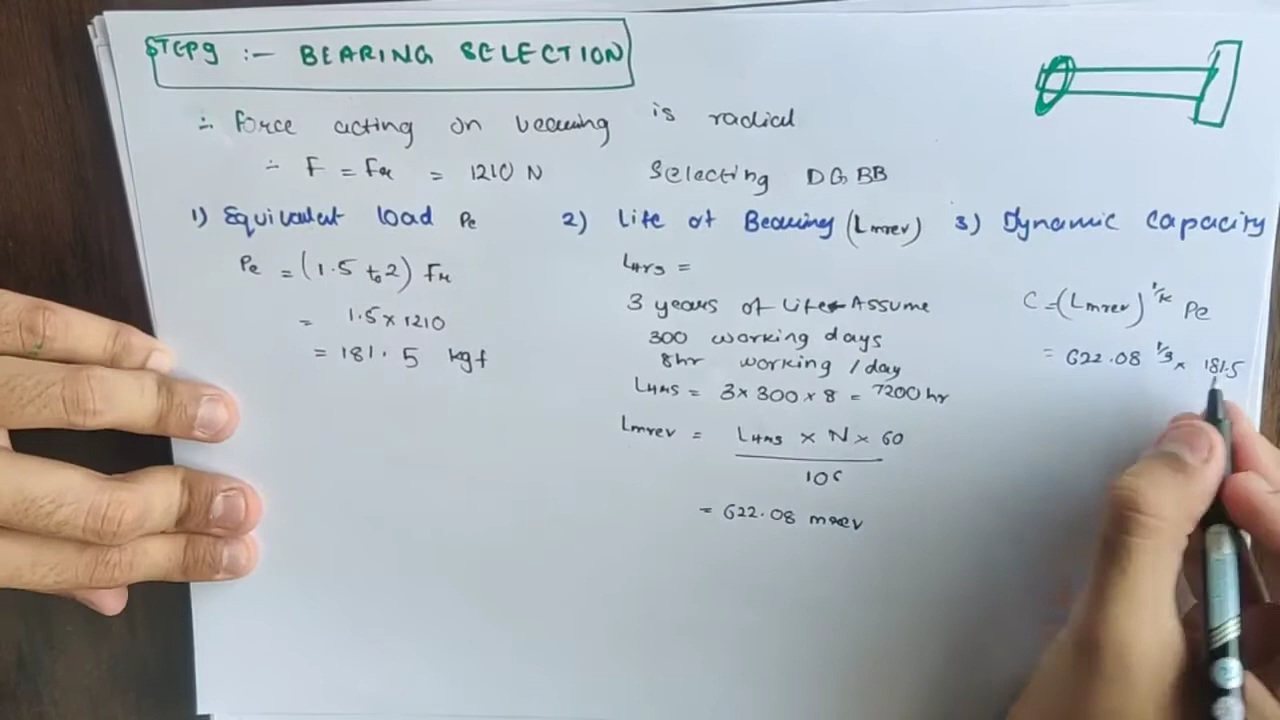 STEP 9 :- BEARING SELECTION
∴ Force acting on bearing is radial
∴ F = Fr = 1210 N Selecting DGBB
1) Equivalent load Pe
Pe = (1.5 to 2) Fr
= 1.5 x 1210
= 181.5 kgf
2) Life of Bearing (Lmrev)
LHrs =
3 years of Life - Assume
300 working days
8hr working / day
LHrs = 3 x 300 x 8 = 7200 hr
Lmrev = LHrs x N x 60 / 10^6
= 622.08 mrev
3) Dynamic capacity
C = (Lmrev)^1/k Pe
= 622.08^1/3 x 181.5